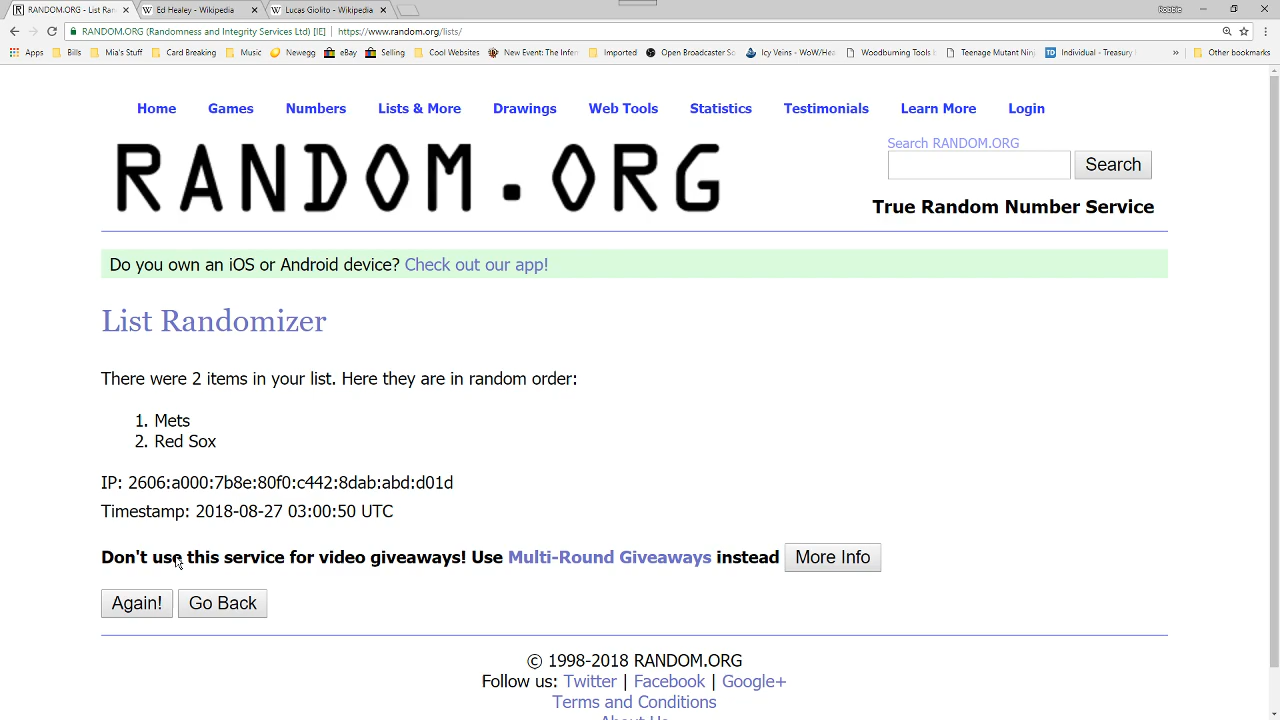 RANDOM.ORG - List Ran
Ed Healey - Wikipedia
Lucas Giolito - Wikipedia
Robbie
RANDOM.ORG (Randomness and Integrity Services Ltd) [IE] | https://www.random.org/lists/
Apps Bills Mia's Stuff Card Breaking Music Newegg eBay Selling Cool Websites New Event: The Infer Imported Open Broadcaster So Icy Veins - WoW/Hea Woodburning Tools Teenage Mutant Ninj Individual - Treasury » Other bookmarks
Home Games Numbers Lists & More Drawings Web Tools Statistics Testimonials Learn More Login
RANDOM.ORG
Search RANDOM.ORG
Search
True Random Number Service
Do you own an iOS or Android device? Check out our app!
List Randomizer
There were 2 items in your list. Here they are in random order:
1. Mets
2. Red Sox
IP: 2606:a000:7b8e:80f0:c442:8dab:abd:d01d
Timestamp: 2018-08-27 03:00:50 UTC
Don't use this service for video giveaways! Use Multi-Round Giveaways instead More Info
Again! Go Back
© 1998-2018 RANDOM.ORG
Follow us: Twitter | Facebook | Google+
Terms and Conditions
About Us